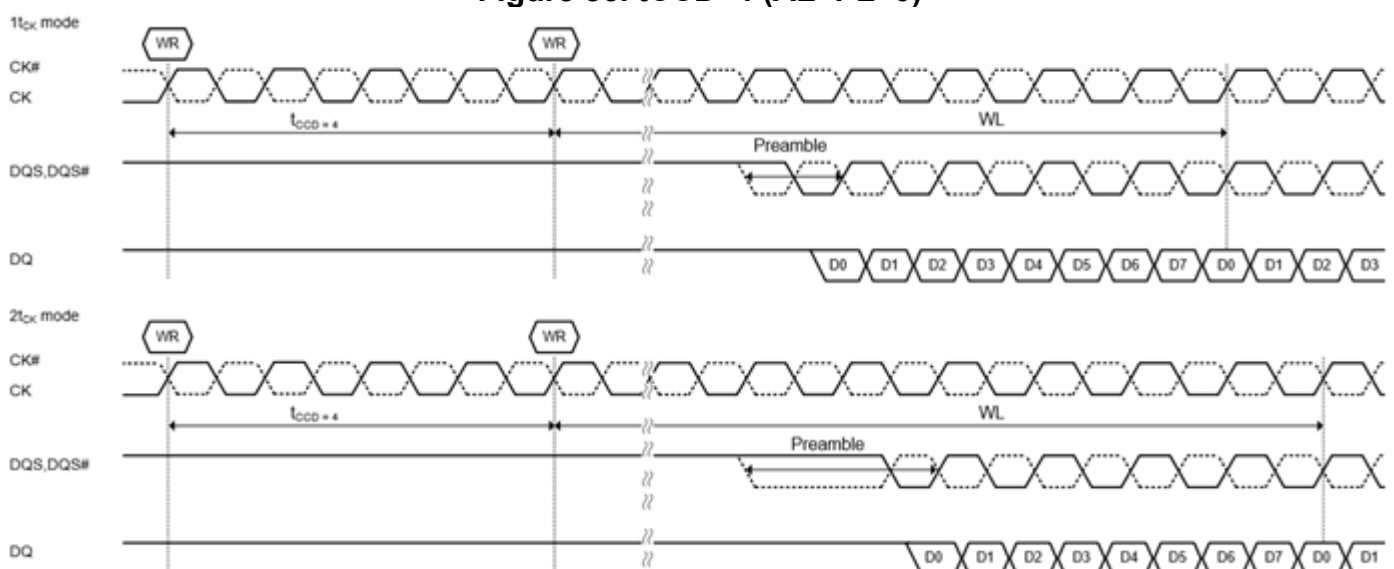 1tCK mode
WR WR
CK#
CK
tCCD = 4 WL
Preamble
DQS,DQS#
DQ D0 D1 D2 D3 D4 D5 D6 D7 D0 D1 D2 D3
2tCK mode
WR WR
CK#
CK
tCCD = 4 WL
Preamble
DQS,DQS#
DQ D0 D1 D2 D3 D4 D5 D6 D7 D0 D1